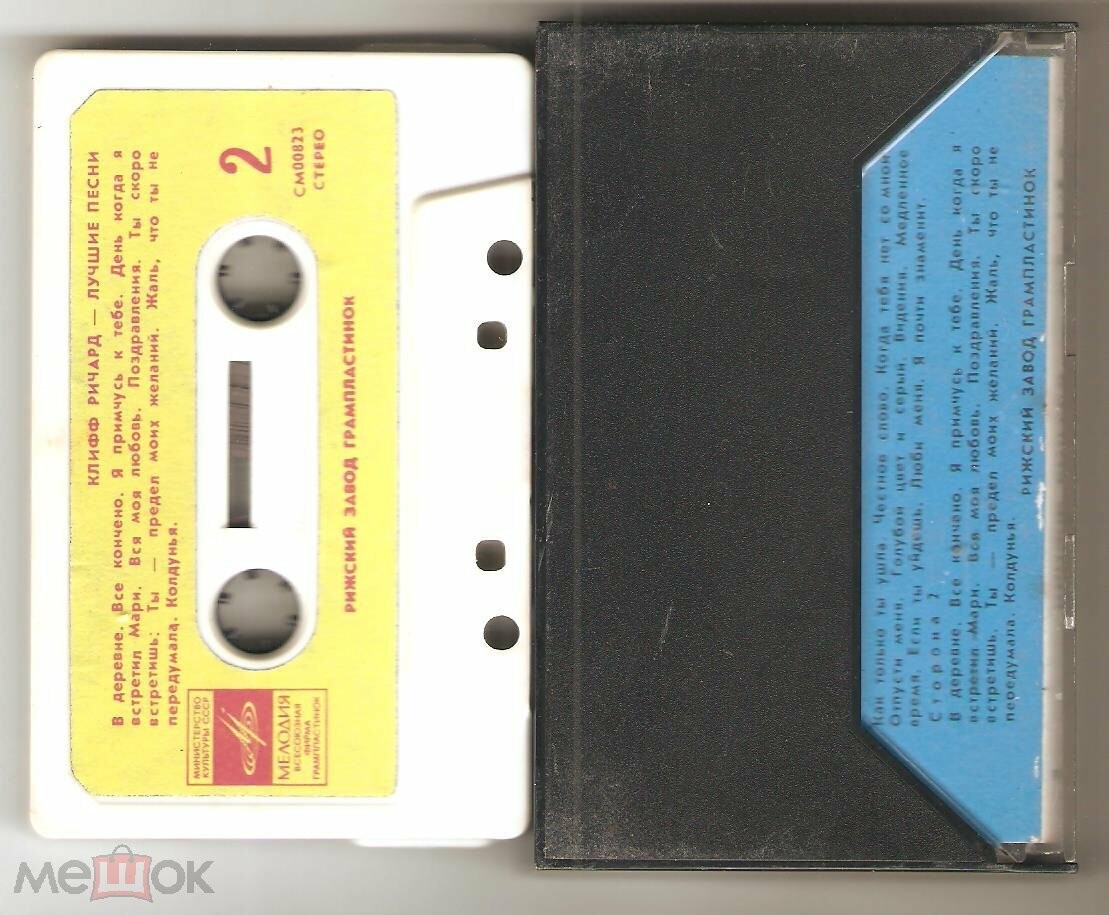 КЛИФФ РИЧАРД — ЛУЧШИЕ ПЕСНИ
В деревне. Все кончено. Я примчусь к тебе. День когда я
встретил Мари. Вся моя любовь. Поздравления. Ты скоро
встретишь: Ты — предел моих желаний. Жаль, что ты не
передумала. Колдунья.
2
СМ00823
СТЕРЕО
МИНИСТЕРСТВО
КУЛЬТУРЫ СССР
МЕЛОДИЯ
ВСЕСОЮЗНАЯ
ФИРМА
ГРАМПЛАСТИНОК
РИЖСКИЙ ЗАВОД ГРАМПЛАСТИНОК
Как только ты ушла. Честное слово. Когда тебя нет со мной
Отпусти меня. Голубой цвет и серый. Видения. Медленное
время. Если ты уйдешь. Люби меня. Я почти знаменит.
Сторона 2
В деревне. Все кончено. Я примчусь к тебе. День когда я
встретил Мари. Вся моя любовь. Поздравления. Ты скоро
встретишь. Ты — предел моих желаний. Жаль, что ты не
передумала. Колдунья.
РИЖСКИЙ ЗАВОД ГРАМПЛАСТИНОК
мешок